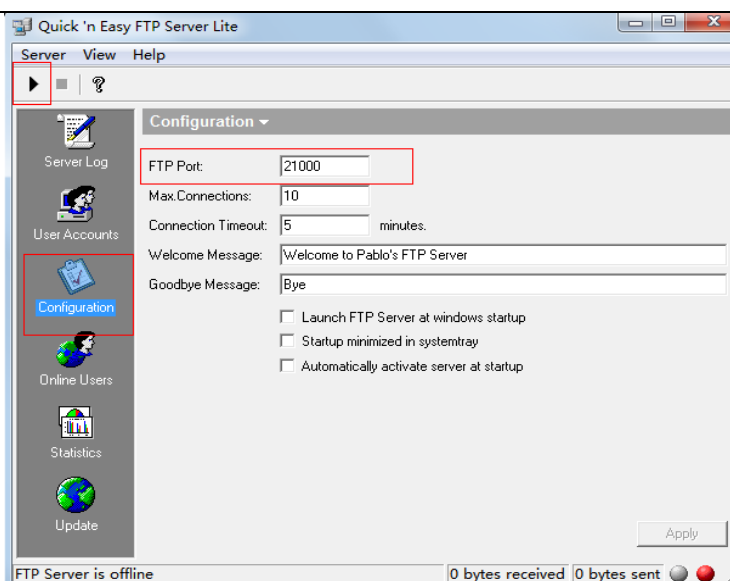 Quick 'n Easy FTP Server Lite
Server View Help
Configuration
Server Log
FTP Port: 21000
Max.Connections: 10
User Accounts
Connection Timeout: 5 minutes.
Welcome Message: Welcome to Pablo's FTP Server
Goodbye Message: Bye
Configuration
Launch FTP Server at windows startup
Startup minimized in systemtray
Automatically activate server at startup
Online Users
Statistics
Update
Apply
FTP Server is offline 0 bytes received 0 bytes sent